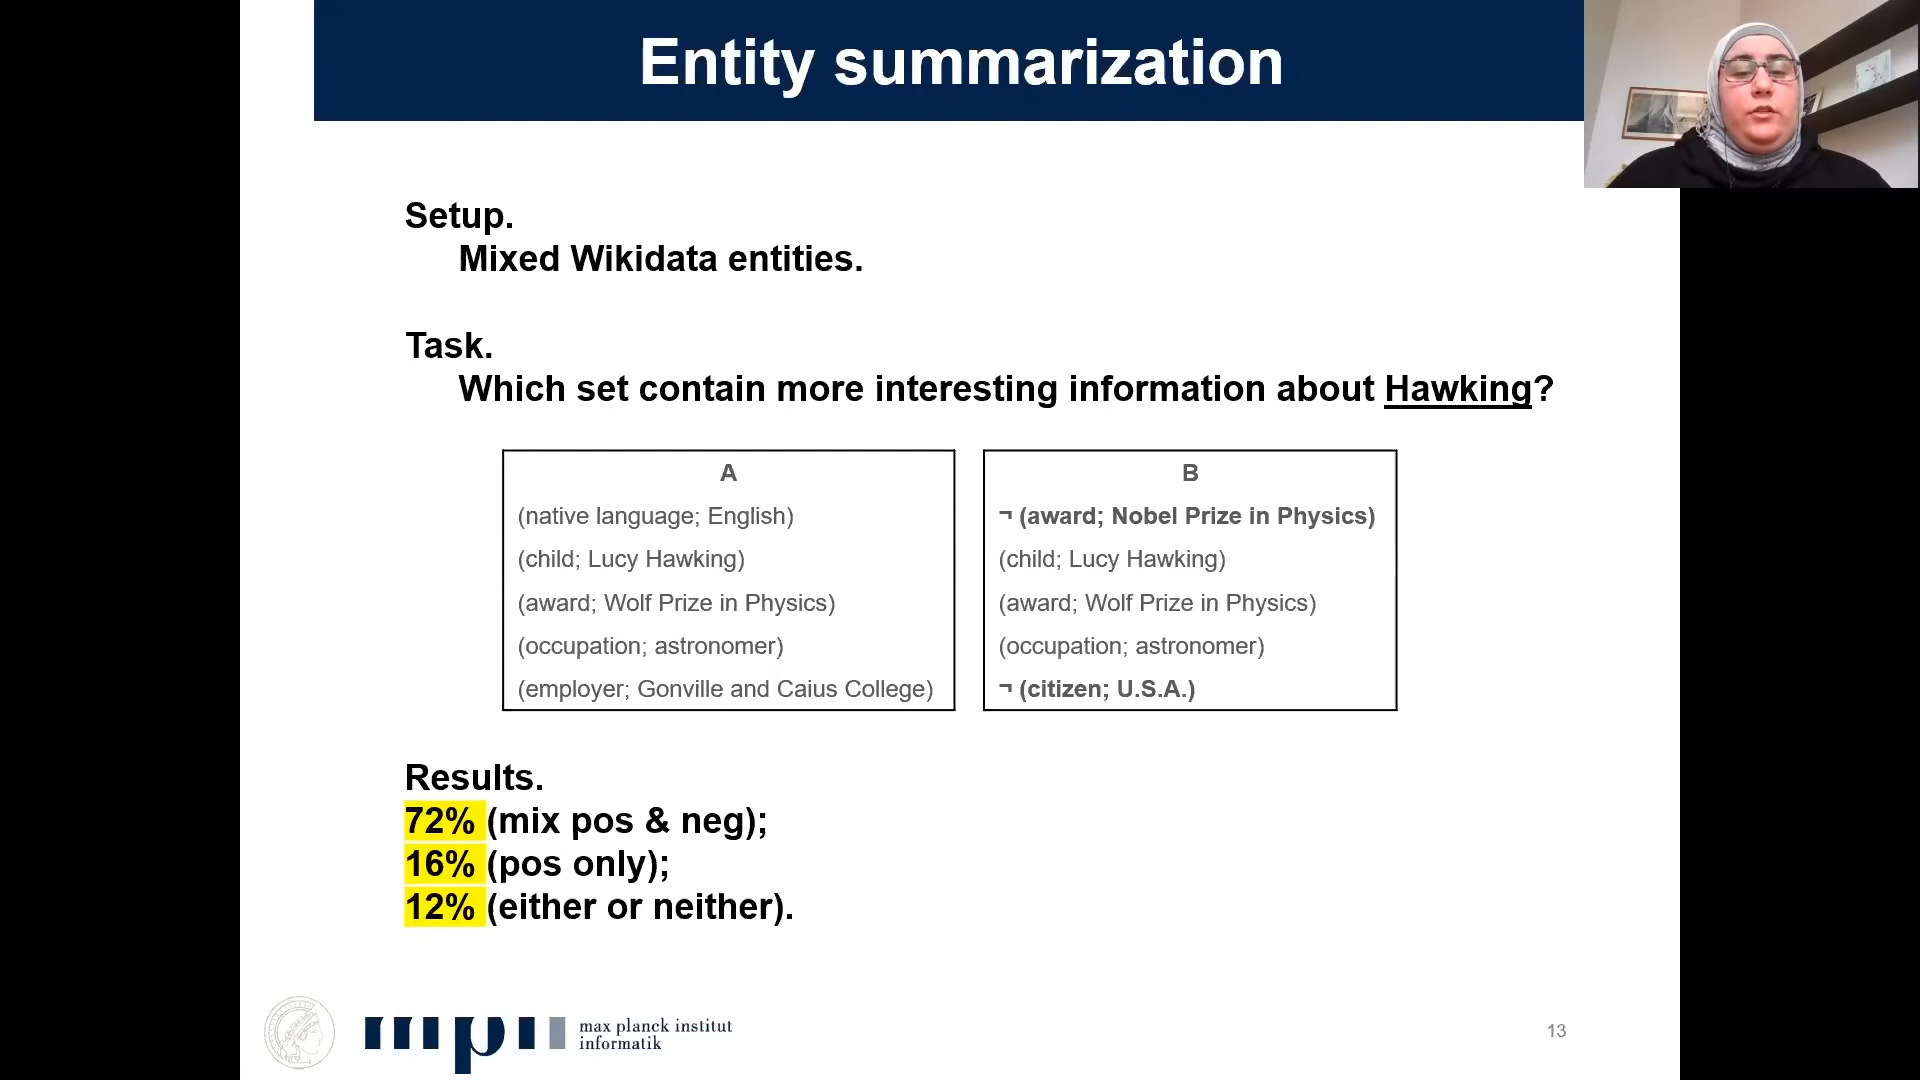 Entity summarization
Setup.
Mixed Wikidata entities.
Task.
Which set contain more interesting information about Hawking?
A
(native language; English)
(child; Lucy Hawking)
(award; Wolf Prize in Physics)
(occupation; astronomer)
(employer; Gonville and Caius College)
B
¬ (award; Nobel Prize in Physics)
(child; Lucy Hawking)
(award; Wolf Prize in Physics)
(occupation; astronomer)
¬ (citizen; U.S.A.)
Results.
72% (mix pos & neg);
16% (pos only);
12% (either or neither).
mpii
max planck institut
informatik
13